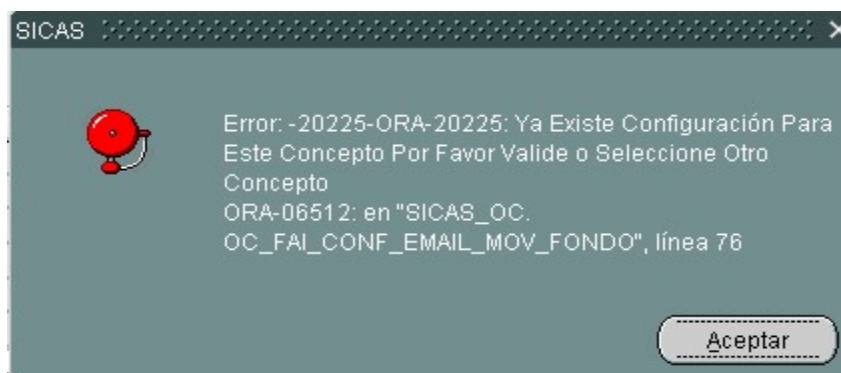 SICAS
Error: -20225-ORA-20225: Ya Existe Configuración Para
Este Concepto Por Favor Valide o Seleccione Otro
Concepto
ORA-06512: en "SICAS_OC.
OC_FAI_CONF_EMAIL_MOV_FONDO", línea 76
Aceptar